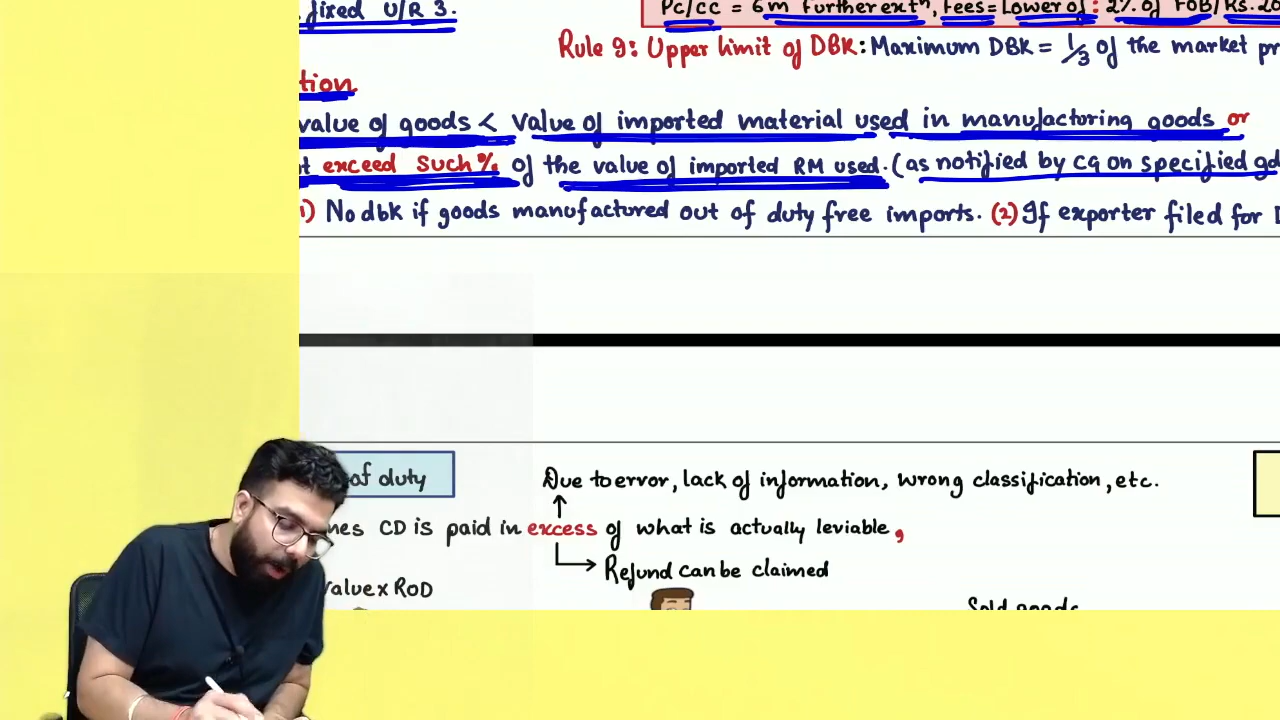 fixed U/R 3.
PC/CC = 6m further extⁿ, Fees = Lower of : 2% of FOB/Rs.20
Rule 9: Upper limit of DBK: Maximum DBK = 1/3 of the market pr
tion
value of goods < Value of imported material used in manufacturing goods or
t exceed such % of the value of imported RM used. (as notified by CG on specified gd
1) No dbk if goods manufactured out of duty free imports. (2) If exporter filed for
of duty
Due to error, lack of information, wrong classification, etc.
mes CD is paid in excess of what is actually leviable,
Refund can be claimed
Value x ROD
Sold goods